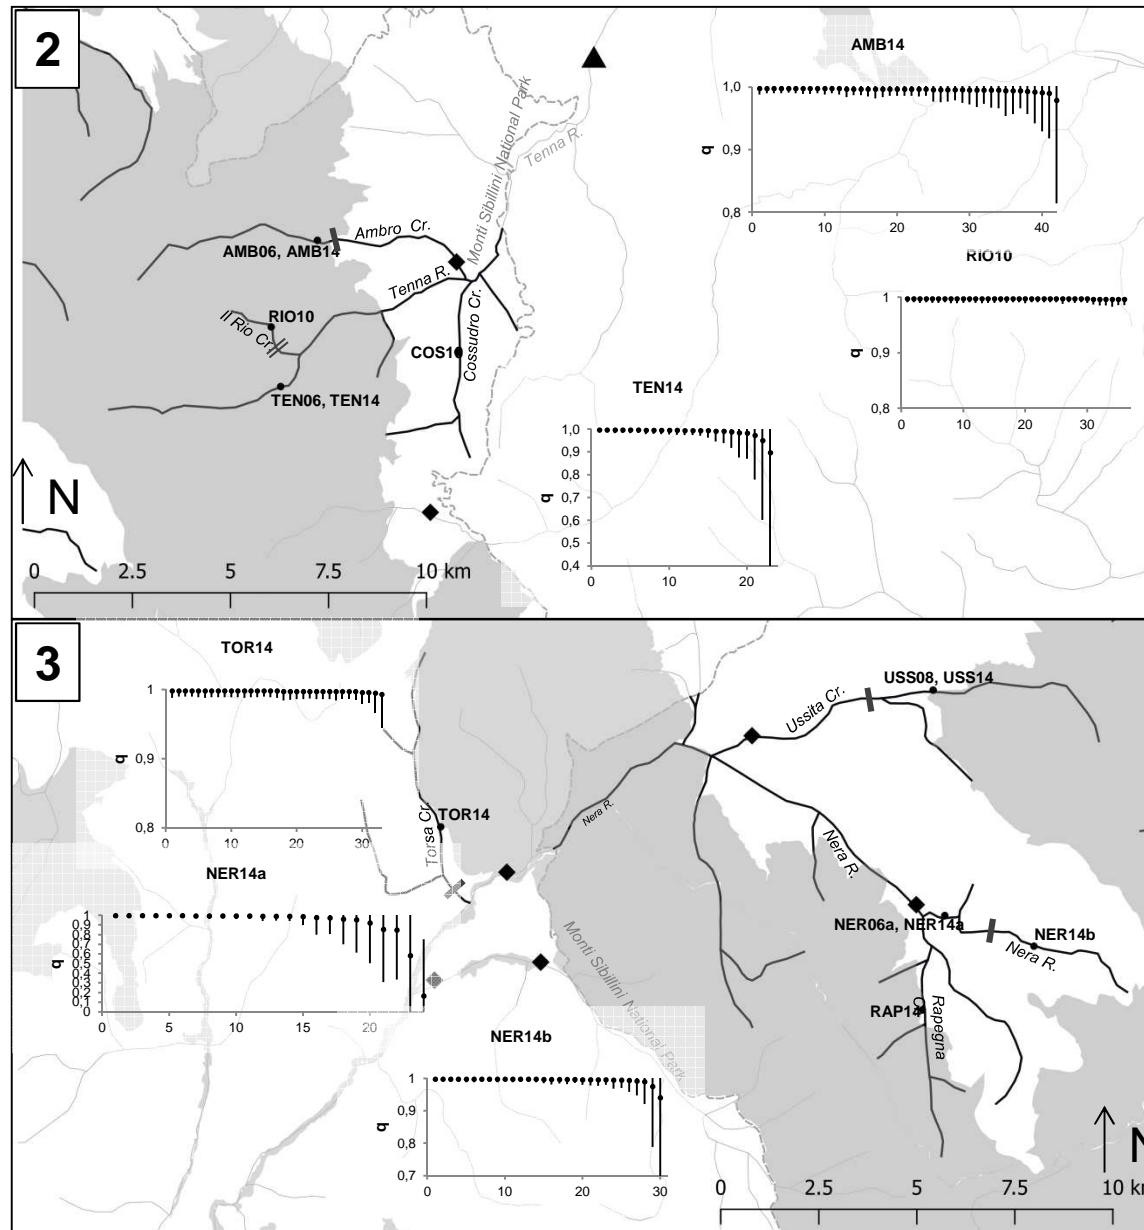 2
AMB14
1,0
0,9
0,8
q
0 10 20 30 40
Monti Sibillini National Park
Tenna R.
Ambro Cr.
AMB06, AMB14
Tenna R.
RIO10
Il Rio Cr.
Cossudro Cr.
COS1
TEN06, TEN14
RIO10
1
0,9
0,8
q
0 10 20 30
TEN14
1,0
0,9
0,8
0,7
0,6
0,5
0,4
q
0 10 20
N
0 2.5 5 7.5 10 km
3
TOR14
1
0,9
0,8
q
0 10 20 30
USS08, USS14
Ussita Cr.
TOR14
Torsa Cr.
Nera R.
Nera R.
NER14a
1
0,9
0,8
0,7
0,6
0,5
0,4
0,3
0,2
0,1
0
q
0 5 10 15 20
NER06a, NER14a
NER14b
Nera R.
Monti Sibillini National Park
RAP14
Rapegna
NER14b
1
0,9
0,8
0,7
q
0 10 20 30
N
0 2.5 5 7.5 10 km